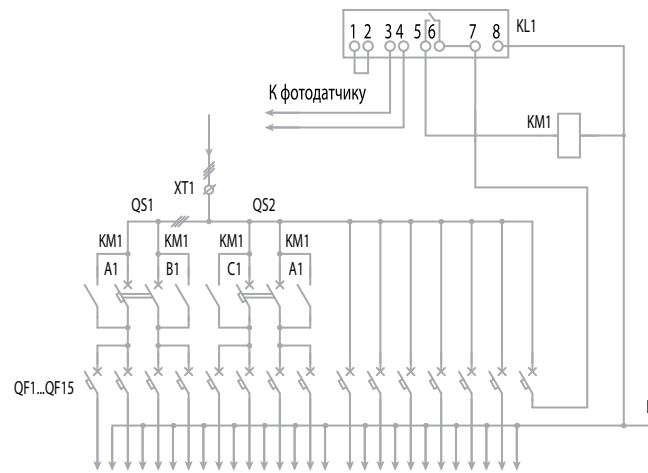 KL1
1 2 3 4 5 6 7 8
К фотодатчику
KM1
XT1
QS1 QS2
KM1 KM1 KM1 KM1
A1 B1 C1 A1
QF1...QF15